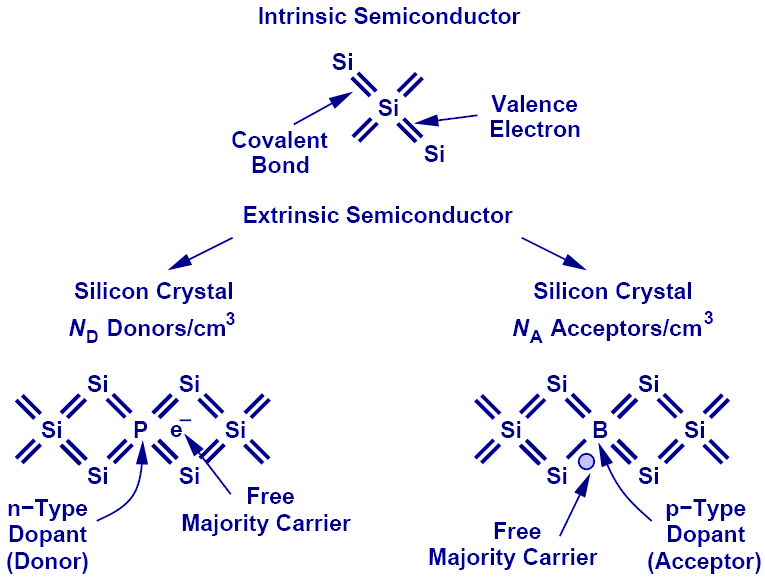 Intrinsic Semiconductor
Si
Si
Valence
Electron
Covalent
Bond
Si
Extrinsic Semiconductor
Silicon Crystal
N_D Donors/cm³
Si Si
Si P e⁻ Si
Si Si
n−Type
Dopant
(Donor)
Free
Majority Carrier
Silicon Crystal
N_A Acceptors/cm³
Si Si
Si B Si
Si Si
Free
Majority Carrier
p−Type
Dopant
(Acceptor)